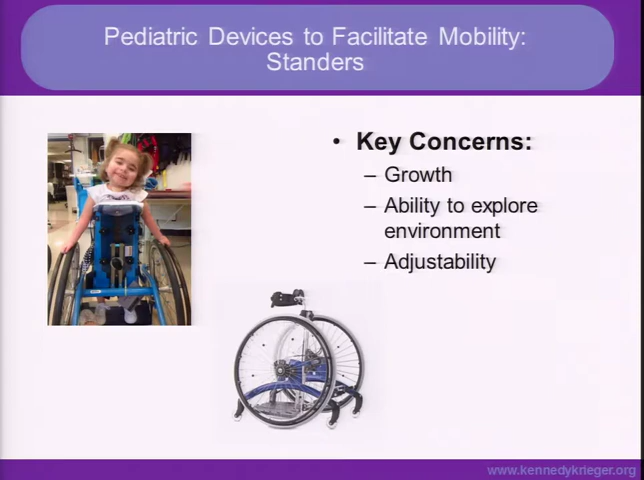 Pediatric Devices to Facilitate Mobility:
Standers
• Key Concerns:
– Growth
– Ability to explore
environment
– Adjustability
www.kennedykrieger.org